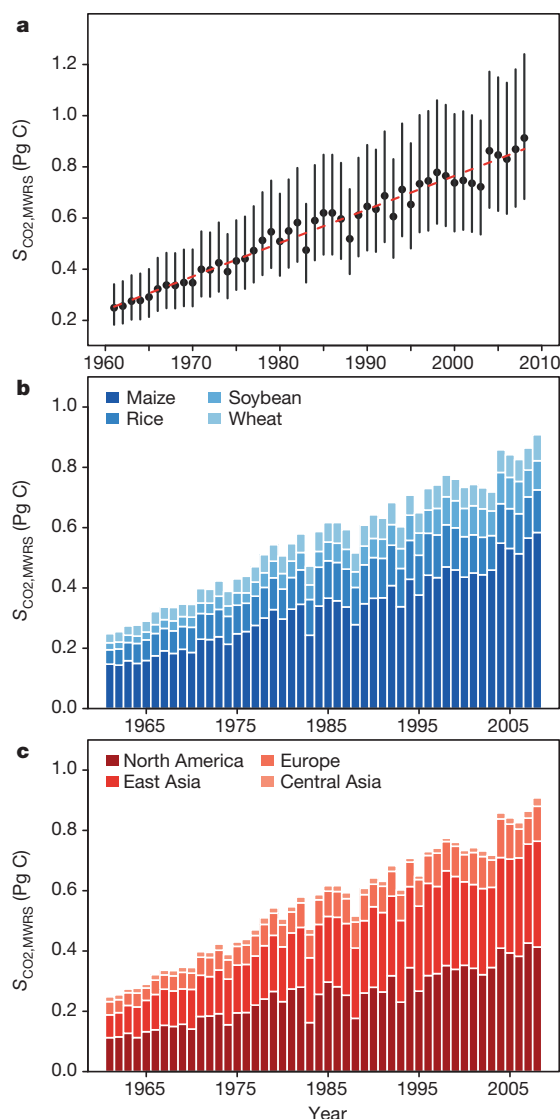 a
S_CO2,MWRS (Pg C)
1.2
1.0
0.8
0.6
0.4
0.2
1960 1970 1980 1990 2000 2010
b
Maize Soybean
Rice Wheat
S_CO2,MWRS (Pg C)
1.0
0.8
0.6
0.4
0.2
0.0
1965 1975 1985 1995 2005
c
North America Europe
East Asia Central Asia
S_CO2,MWRS (Pg C)
1.0
0.8
0.6
0.4
0.2
0.0
1965 1975 1985 1995 2005
Year